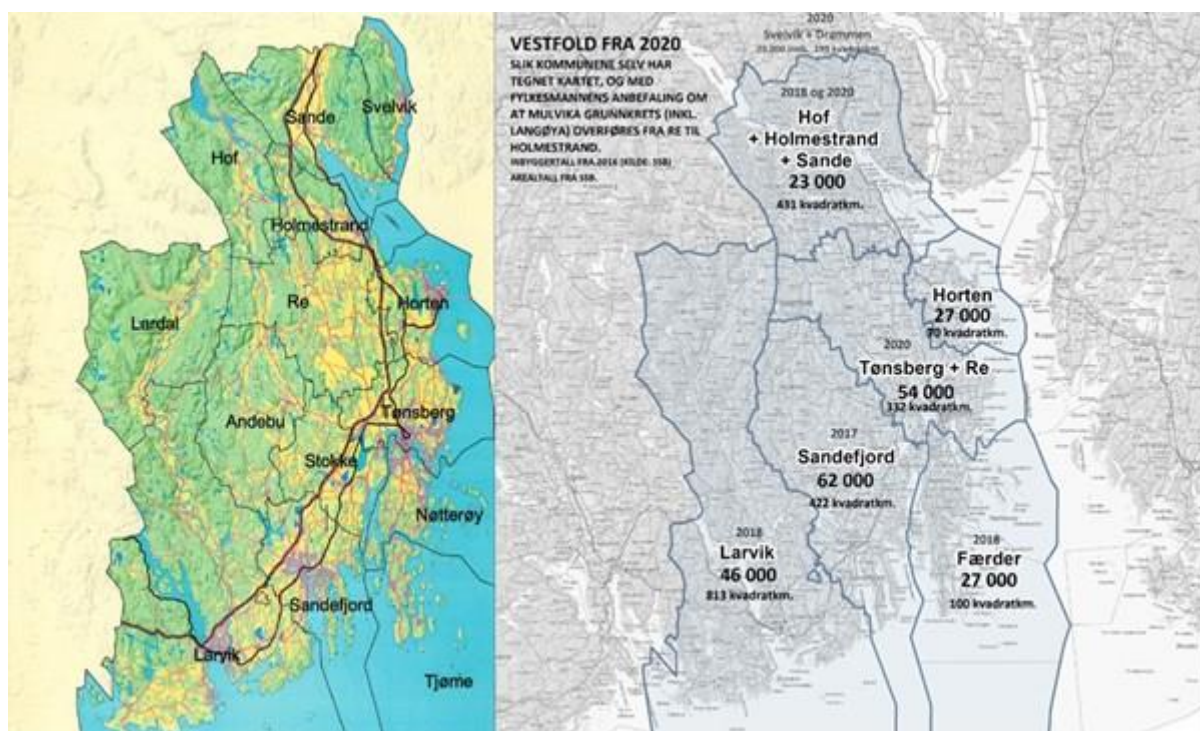 Sande
Svelvik
Hof
Holmestrand
Re
Horten
Lardal
Andebu
Tønsberg
Stokke
Nøtterøy
Sandefjord
Larvik
Tjøme
VESTFOLD FRA 2020
SLIK KOMMUNENE SELV HAR
TEGNET KARTET, OG MED
FYLKESMANNENS ANBEFALING OM
AT MULVIKA GRUNNKRETS (INKL.
LANGØYA) OVERFØRES FRA RE TIL
HOLMESTRAND.
INBYGGERTALL FRA 2016 (KILDE: SSB)
AREALTALL FRA SSB.
2020
Svelvik + Drammen
2018 og 2020
Hof
+ Holmestrand
+ Sande
23 000
431 kvadratkm.
Horten
27 000
70 kvadratkm.
2020
Tønsberg + Re
54 000
332 kvadratkm.
2017
Sandefjord
62 000
422 kvadratkm.
2018
Larvik
46 000
813 kvadratkm.
2018
Færder
27 000
100 kvadratkm.